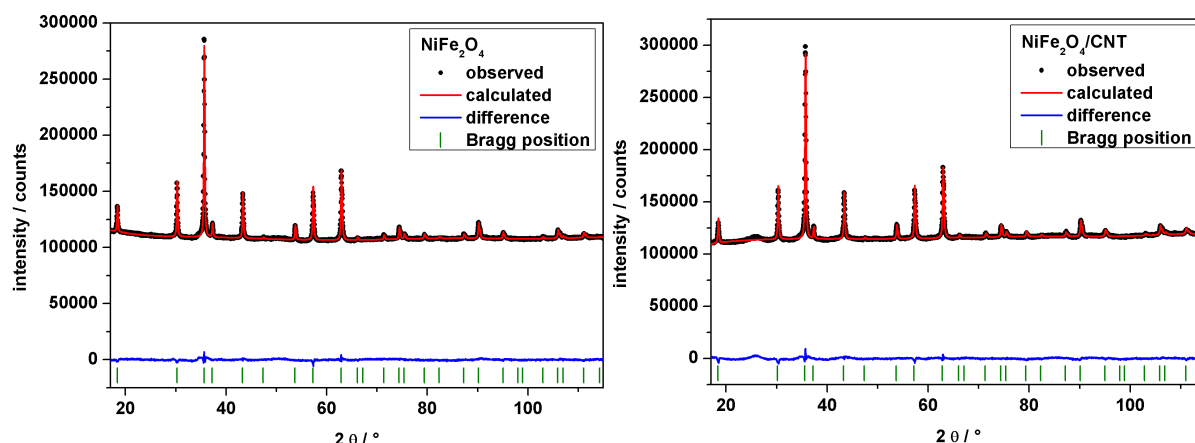 300000
250000
200000
150000
100000
50000
0
intensity / counts
NiFe₂O₄
observed
calculated
difference
Bragg position
20 40 60 80 100
2 θ / °
300000
250000
200000
150000
100000
50000
0
intensity / counts
NiFe₂O₄/CNT
observed
calculated
difference
Bragg position
20 40 60 80 100
2 θ / °